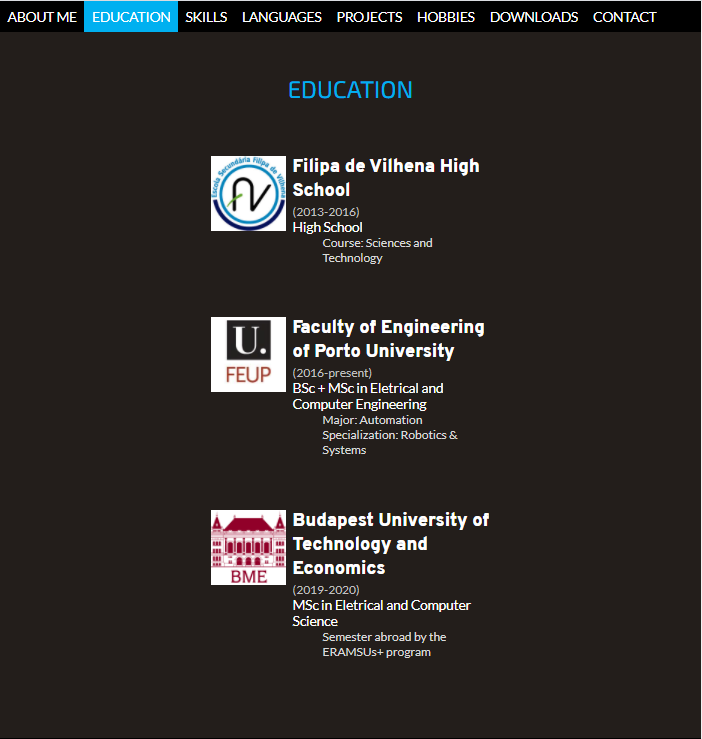 ABOUT ME EDUCATION SKILLS LANGUAGES PROJECTS HOBBIES DOWNLOADS CONTACT
EDUCATION
Escola Secundária Filipa de Vilhena
Filipa de Vilhena High
School
(2013-2016)
High School
Course: Sciences and
Technology
U.
FEUP
Faculty of Engineering
of Porto University
(2016-present)
BSc + MSc in Eletrical and
Computer Engineering
Major: Automation
Specialization: Robotics &
Systems
BME
Budapest University of
Technology and
Economics
(2019-2020)
MSc in Eletrical and Computer
Science
Semester abroad by the
ERAMSUs+ program